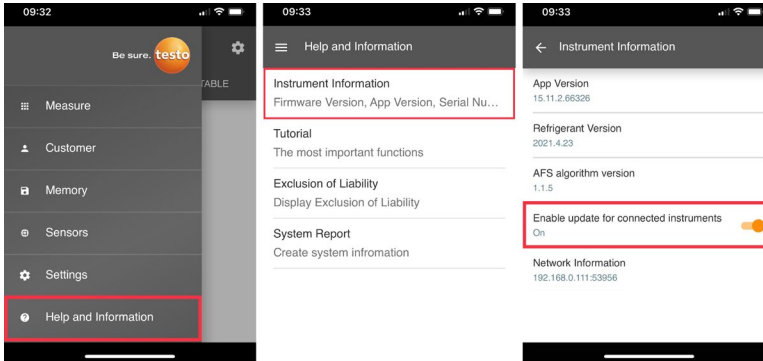 09:32
Be sure. testo
TABLE
Measure
Customer
Memory
Sensors
Settings
Help and Information
09:33
Help and Information
Instrument Information
Firmware Version, App Version, Serial Nu...
Tutorial
The most important functions
Exclusion of Liability
Display Exclusion of Liability
System Report
Create system infromation
09:33
Instrument Information
App Version
15.11.2.66326
Refrigerant Version
2021.4.23
AFS algorithm version
1.1.5
Enable update for connected instruments
On
Network Information
192.168.0.111:53956